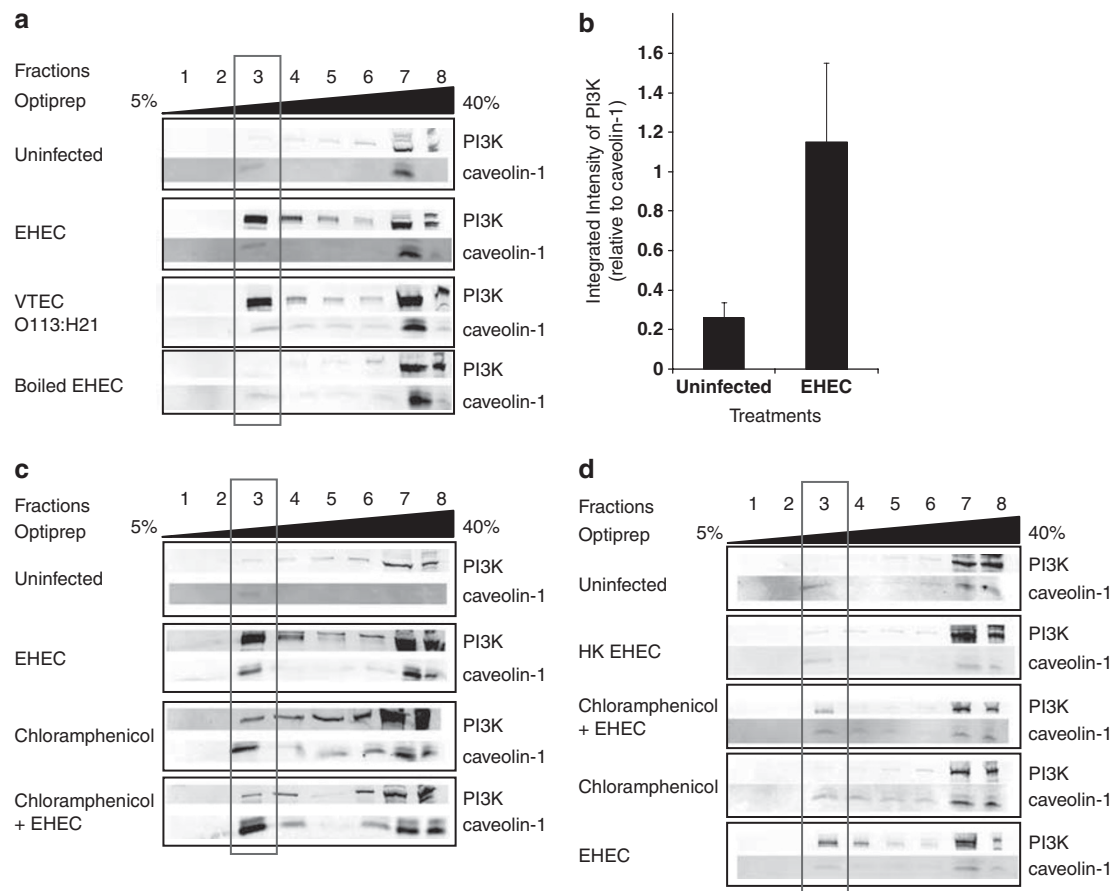 a
Fractions 1 2 3 4 5 6 7 8
Optiprep 5% 40%
Uninfected PI3K
caveolin-1
EHEC PI3K
caveolin-1
VTEC O113:H21 PI3K
caveolin-1
Boiled EHEC PI3K
caveolin-1
b
Integrated Intensity of PI3K
(relative to caveolin-1)
1.6
1.4
1.2
1
0.8
0.6
0.4
0.2
0
Uninfected EHEC
Treatments
c
Fractions 1 2 3 4 5 6 7 8
Optiprep 5% 40%
Uninfected PI3K
caveolin-1
EHEC PI3K
caveolin-1
Chloramphenicol PI3K
caveolin-1
Chloramphenicol PI3K
+ EHEC caveolin-1
d
Fractions 1 2 3 4 5 6 7 8
Optiprep 5% 40%
Uninfected PI3K
caveolin-1
HK EHEC PI3K
caveolin-1
Chloramphenicol PI3K
+ EHEC caveolin-1
Chloramphenicol PI3K
caveolin-1
EHEC PI3K
caveolin-1